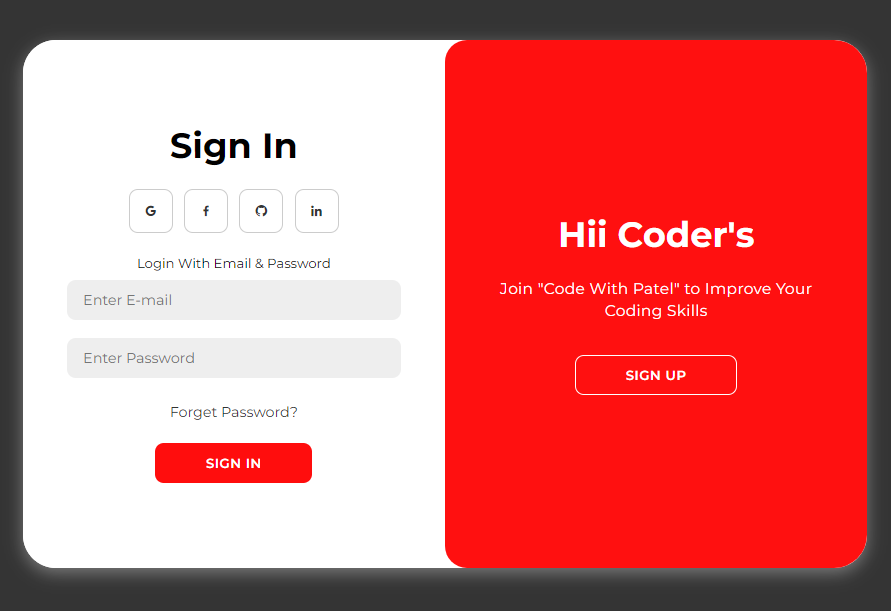 Sign In
G f in
Login With Email & Password
Enter E-mail
Enter Password
Forget Password?
SIGN IN
Hii Coder's
Join "Code With Patel" to Improve Your
Coding Skills
SIGN UP